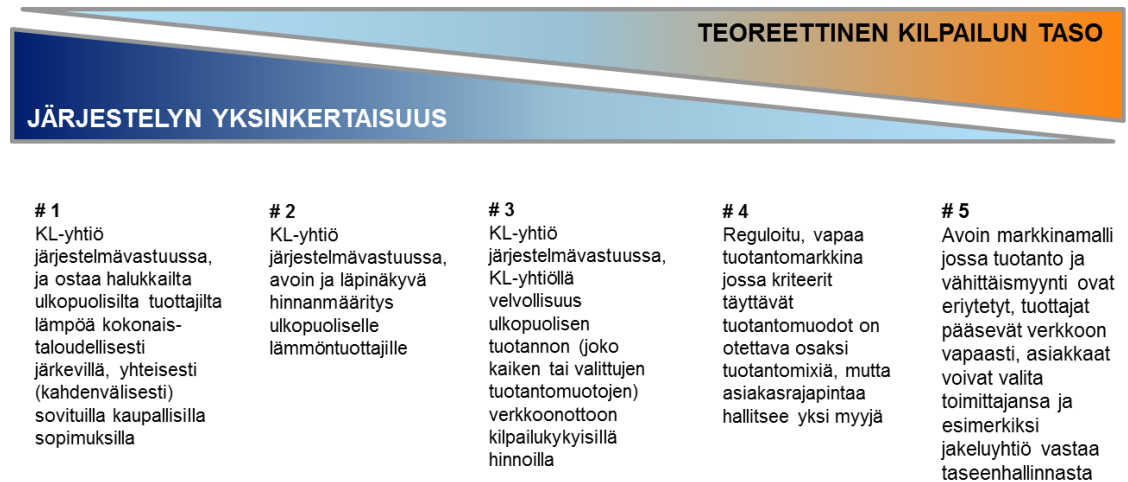 TEOREETTINEN KILPAILUN TASO
JÄRJESTELYN YKSINKERTAISUUS
# 1
KL-yhtiö
järjestelmävastuussa,
ja ostaa halukkailta
ulkopuolisilta tuottajilta
lämpöä kokonais-
taloudellisesti
järkevillä, yhteisesti
(kahdenvälisesti)
sovituilla kaupallisilla
sopimuksilla
# 2
KL-yhtiö
järjestelmävastuussa,
avoin ja läpinäkyvä
hinnanmääritys
ulkopuoliselle
lämmöntuottajille
# 3
KL-yhtiö
järjestelmävastuussa,
KL-yhtiöllä
velvollisuus
ulkopuolisen
tuotannon (joko
kaiken tai valittujen
tuotantomuotojen)
verkkoonottoon
kilpailukykyisillä
hinnoilla
# 4
Reguloitu, vapaa
tuotantomarkkina
jossa kriteerit
täyttävät
tuotantomuodot on
otettava osaksi
tuotantomixiä, mutta
asiakasrajapintaa
hallitsee yksi myyjä
# 5
Avoin markkinamalli
jossa tuotanto ja
vähittäismyynti ovat
eriytetyt, tuottajat
pääsevät verkkoon
vapaasti, asiakkaat
voivat valita
toimittajansa ja
esimerkiksi
jakeluyhtiö vastaa
taseenhallinnasta